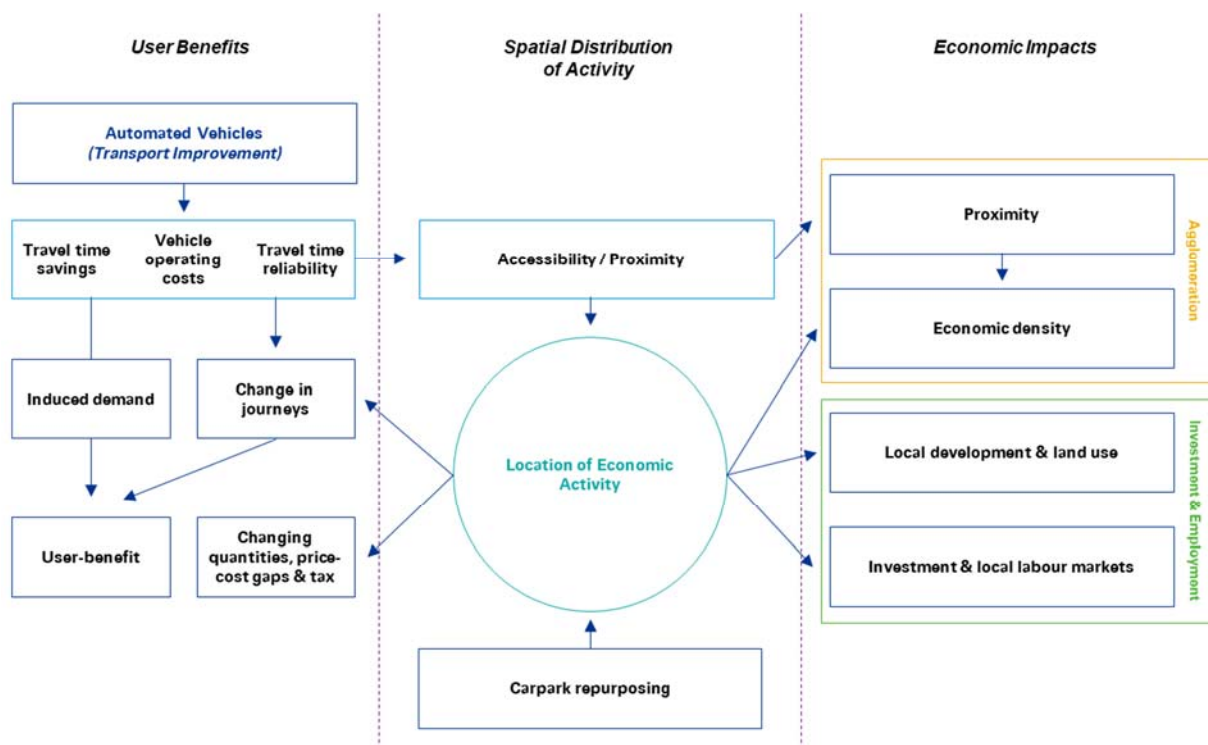 User Benefits
Spatial Distribution
of Activity
Economic Impacts
Automated Vehicles
(Transport Improvement)
Travel time
savings
Vehicle
operating
costs
Travel time
reliability
Accessibility / Proximity
Proximity
Economic density
Agglomoration
Induced demand
Change in
journeys
Location of Economic
Activity
Local development & land use
Investment & local labour markets
Investment & Employmont
User-benefit
Changing
quantities, price-
cost gaps & tax
Carpark repurposing